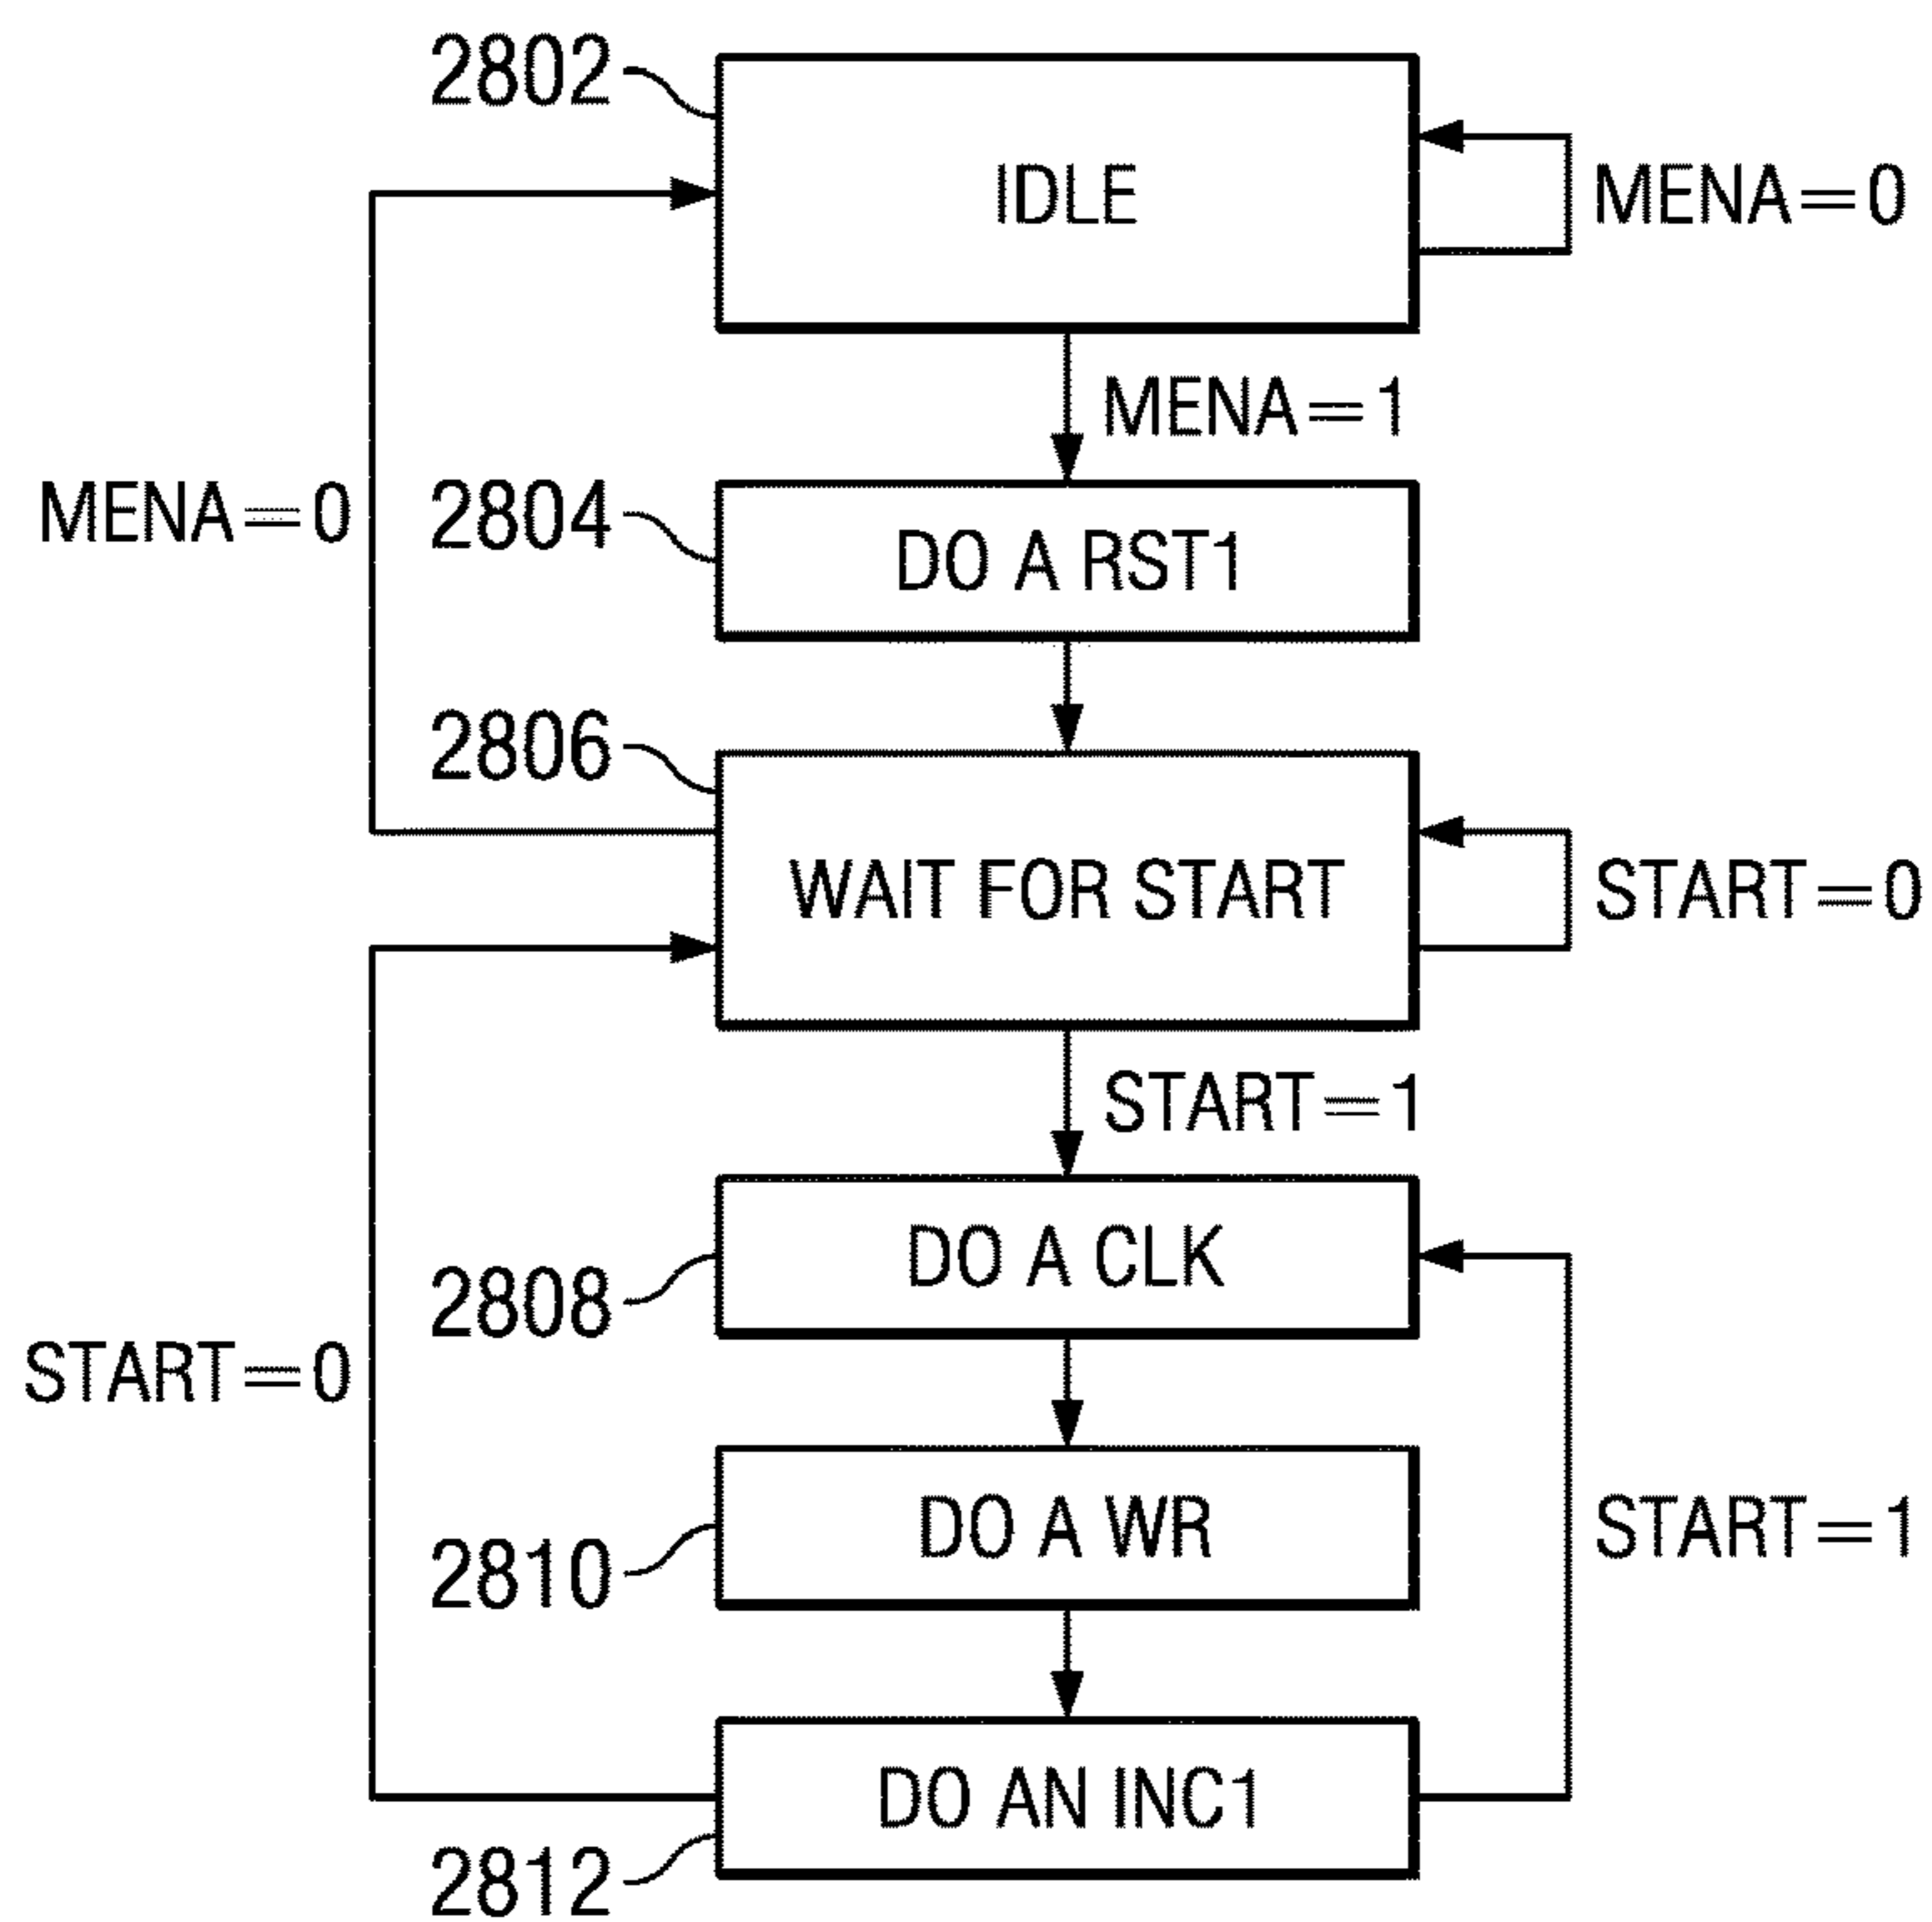 2802
IDLE
MENA=0
MENA=1
MENA=0
2804
DO A RST1
2806
WAIT FOR START
START=0
START=1
2808
DO A CLK
START=0
2810
DO A WR
START=1
DO AN INC1
2812